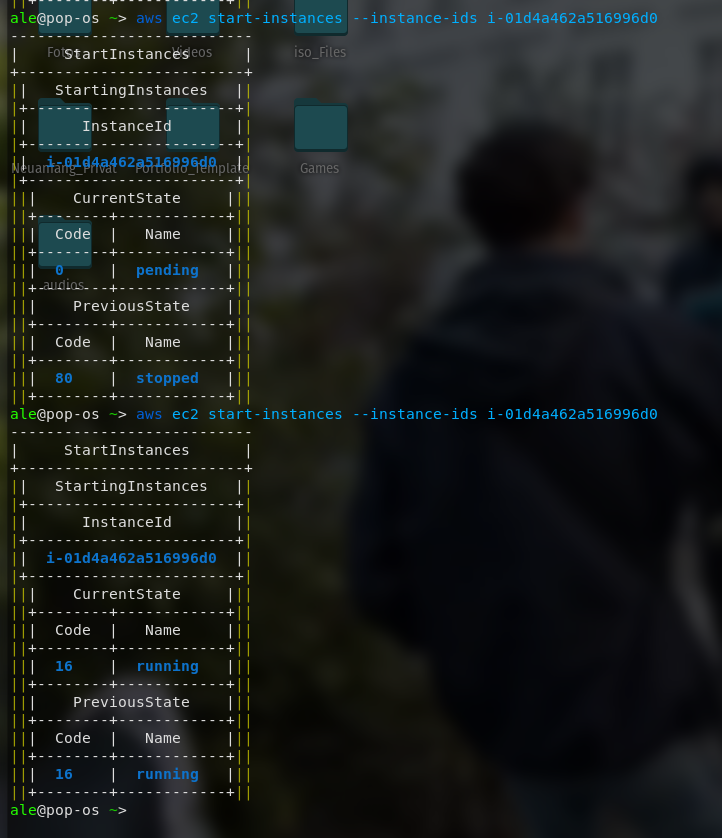 ale@pop-os ~> aws ec2 start-instances --instance-ids i-01d4a462a516996d0
---------------------------
|     StartInstances      |
+-------------------------+
||   StartingInstances   ||
|+-----------------------+|
||      InstanceId       ||
|+-----------------------+|
||  i-01d4a462a516996d0  ||
|+-----------------------+|
|||    CurrentState     |||
||+--------+------------+||
|||  Code  |   Name     |||
||+--------+------------+||
|||  0     |  pending   |||
||+--------+------------+||
|||    PreviousState    |||
||+--------+------------+||
|||  Code  |   Name     |||
||+--------+------------+||
|||  80    |  stopped   |||
||+--------+------------+||
ale@pop-os ~> aws ec2 start-instances --instance-ids i-01d4a462a516996d0
---------------------------
|     StartInstances      |
+-------------------------+
||   StartingInstances   ||
|+-----------------------+|
||      InstanceId       ||
|+-----------------------+|
||  i-01d4a462a516996d0  ||
|+-----------------------+|
|||    CurrentState     |||
||+--------+------------+||
|||  Code  |   Name     |||
||+--------+------------+||
|||  16    |  running   |||
||+--------+------------+||
|||    PreviousState    |||
||+--------+------------+||
|||  Code  |   Name     |||
||+--------+------------+||
|||  16    |  running   |||
||+--------+------------+||
ale@pop-os ~>
Videos
iso_Files
Neuanfang_Privat
Portfolio_Template
Games
audios